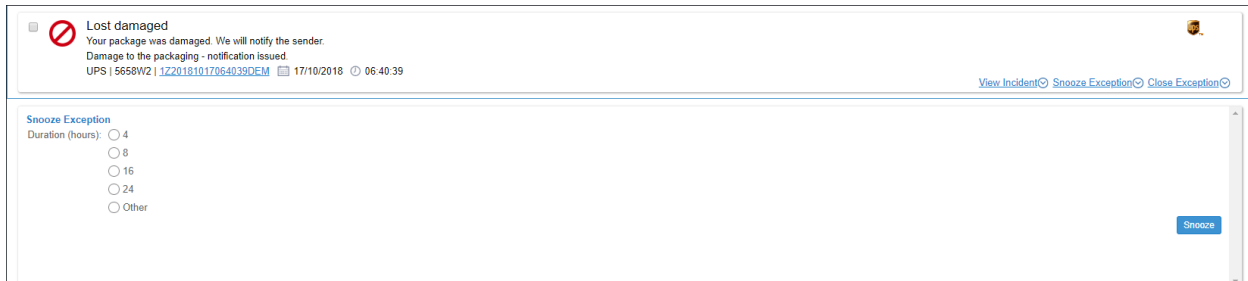 Lost damaged
Your package was damaged. We will notify the sender.
Damage to the packaging - notification issued.
UPS | 5658W2 | 1Z20181017064039DEM 17/10/2018 06:40:39
ups
View Incident Snooze Exception Close Exception
Snooze Exception
Duration (hours): 4
8
16
24
Other
Snooze